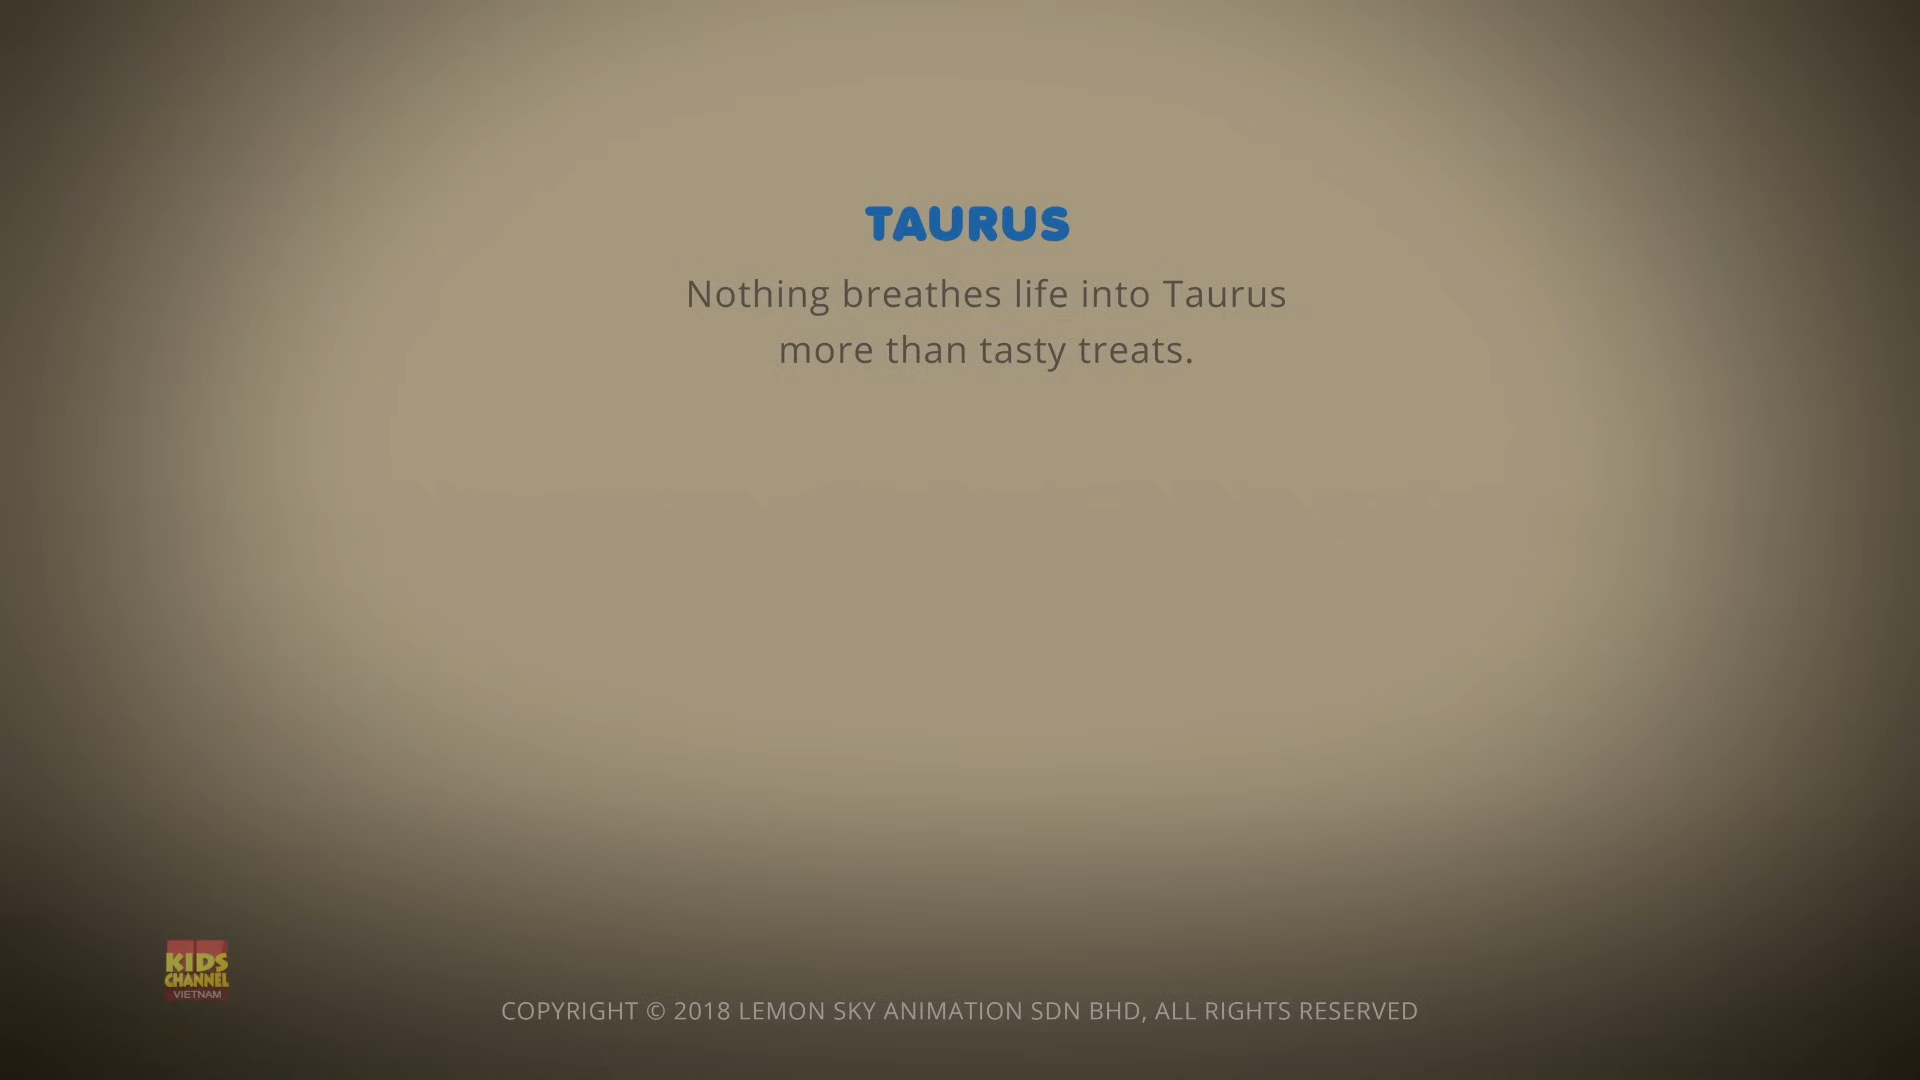 TAURUS
Nothing breathes life into Taurus
more than tasty treats.
KIDS
CHANNEL
VIETNAM
COPYRIGHT © 2018 LEMON SKY ANIMATION SDN BHD, ALL RIGHTS RESERVED